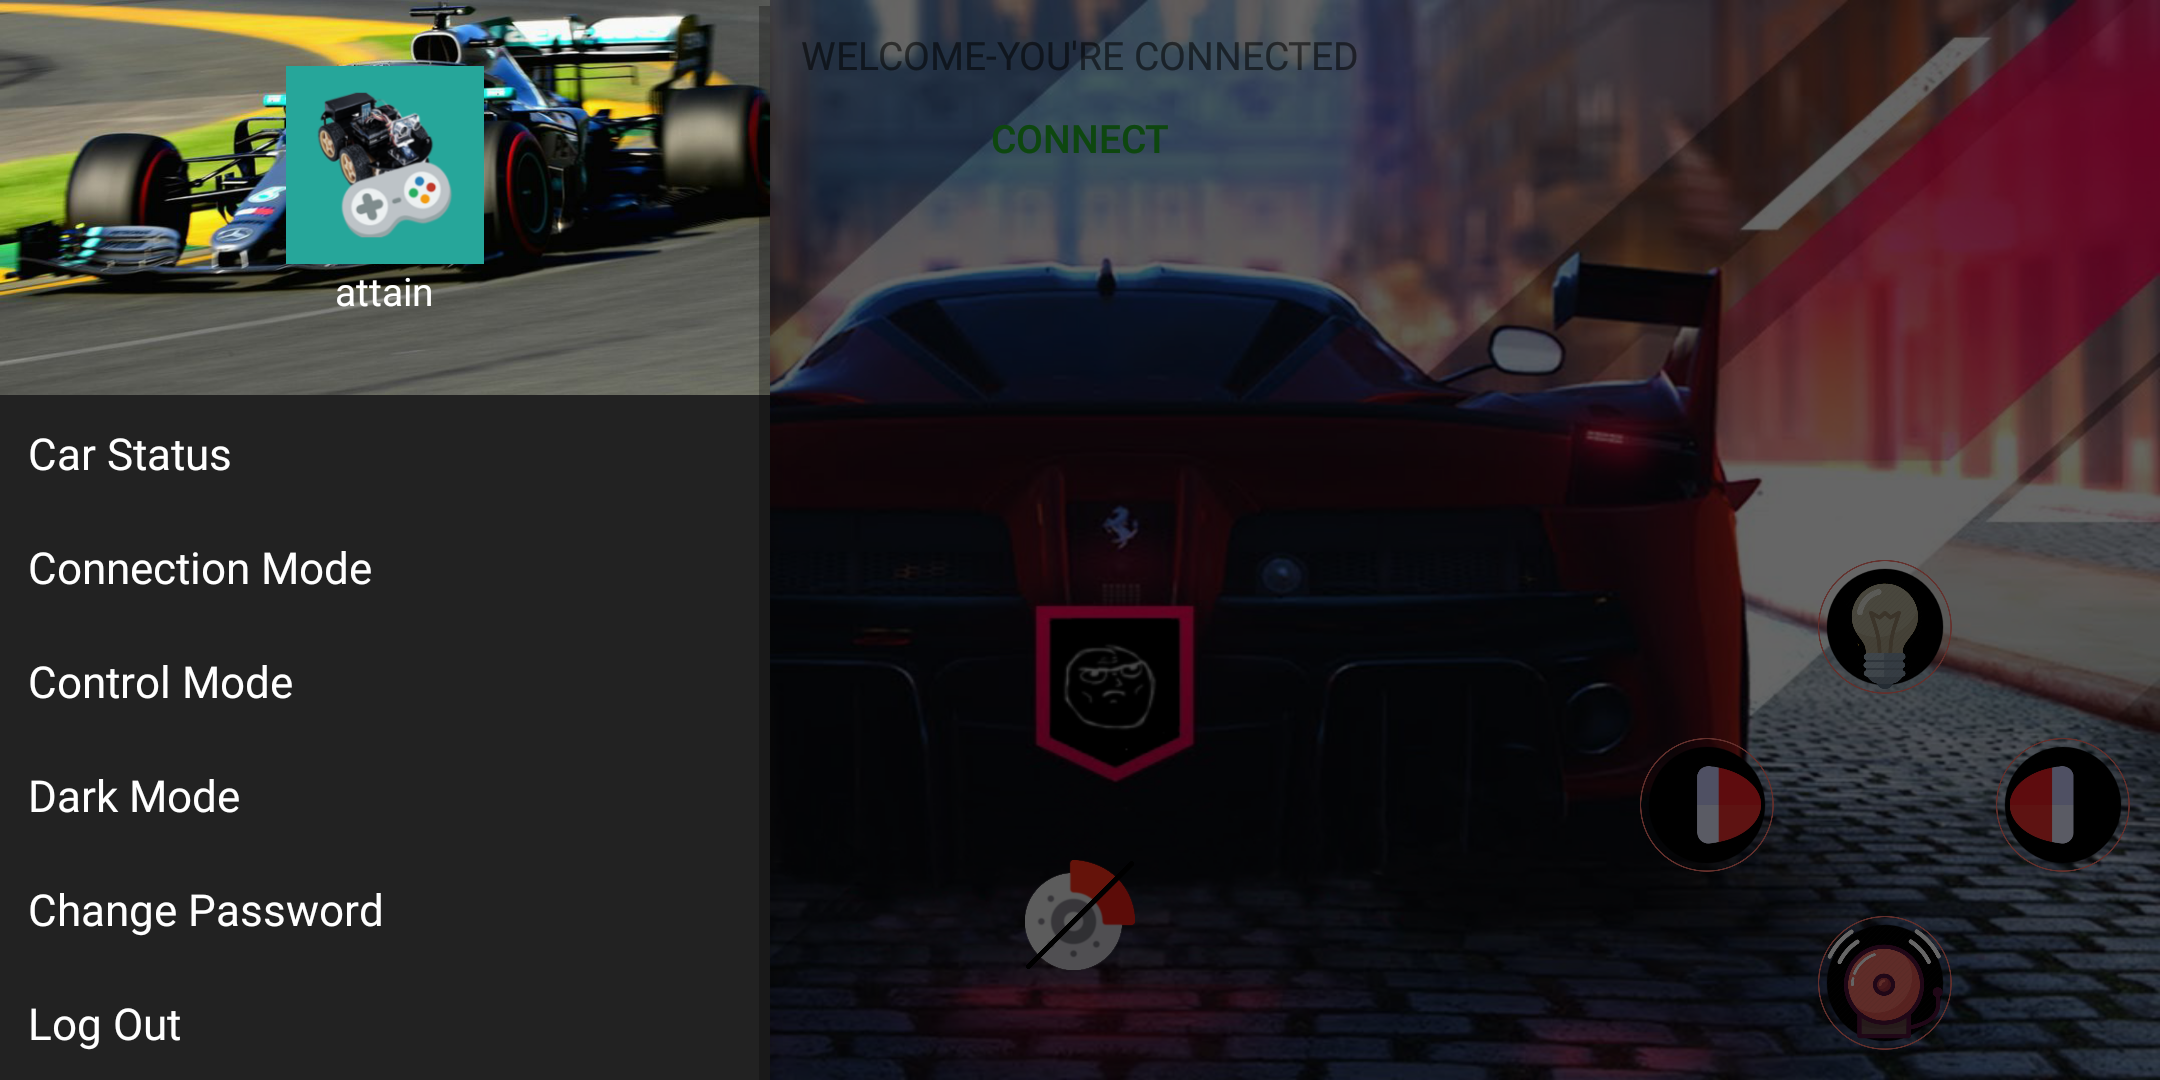 attain
Car Status
Connection Mode
Control Mode
Dark Mode
Change Password
Log Out
WELCOME-YOU'RE CONNECTED
CONNECT